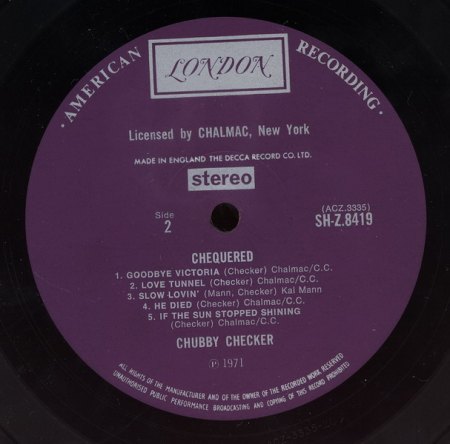 · AMERICAN RECORDING ·
LONDON
Licensed by CHALMAC, New York
MADE IN ENGLAND THE DECCA RECORD CO. LTD.
stereo
Side
2
(ACZ.3335)
SH-Z.8419
CHEQUERED
1. GOODBYE VICTORIA (Checker) Chalmac/C.C.
2. LOVE TUNNEL (Checker) Chalmac/C.C.
3. SLOW LOVIN' (Mann, Checker) Kal Mann
4. HE DIED (Checker) Chalmac/C.C.
5. IF THE SUN STOPPED SHINING
(Checker) Chalmac/C.C.
CHUBBY CHECKER
℗ 1971
ALL RIGHTS OF THE MANUFACTURER AND OF THE OWNER OF THE RECORDED WORK RESERVED
UNAUTHORISED PUBLIC PERFORMANCE BROADCASTING AND COPYING OF THIS RECORD PROHIBITED